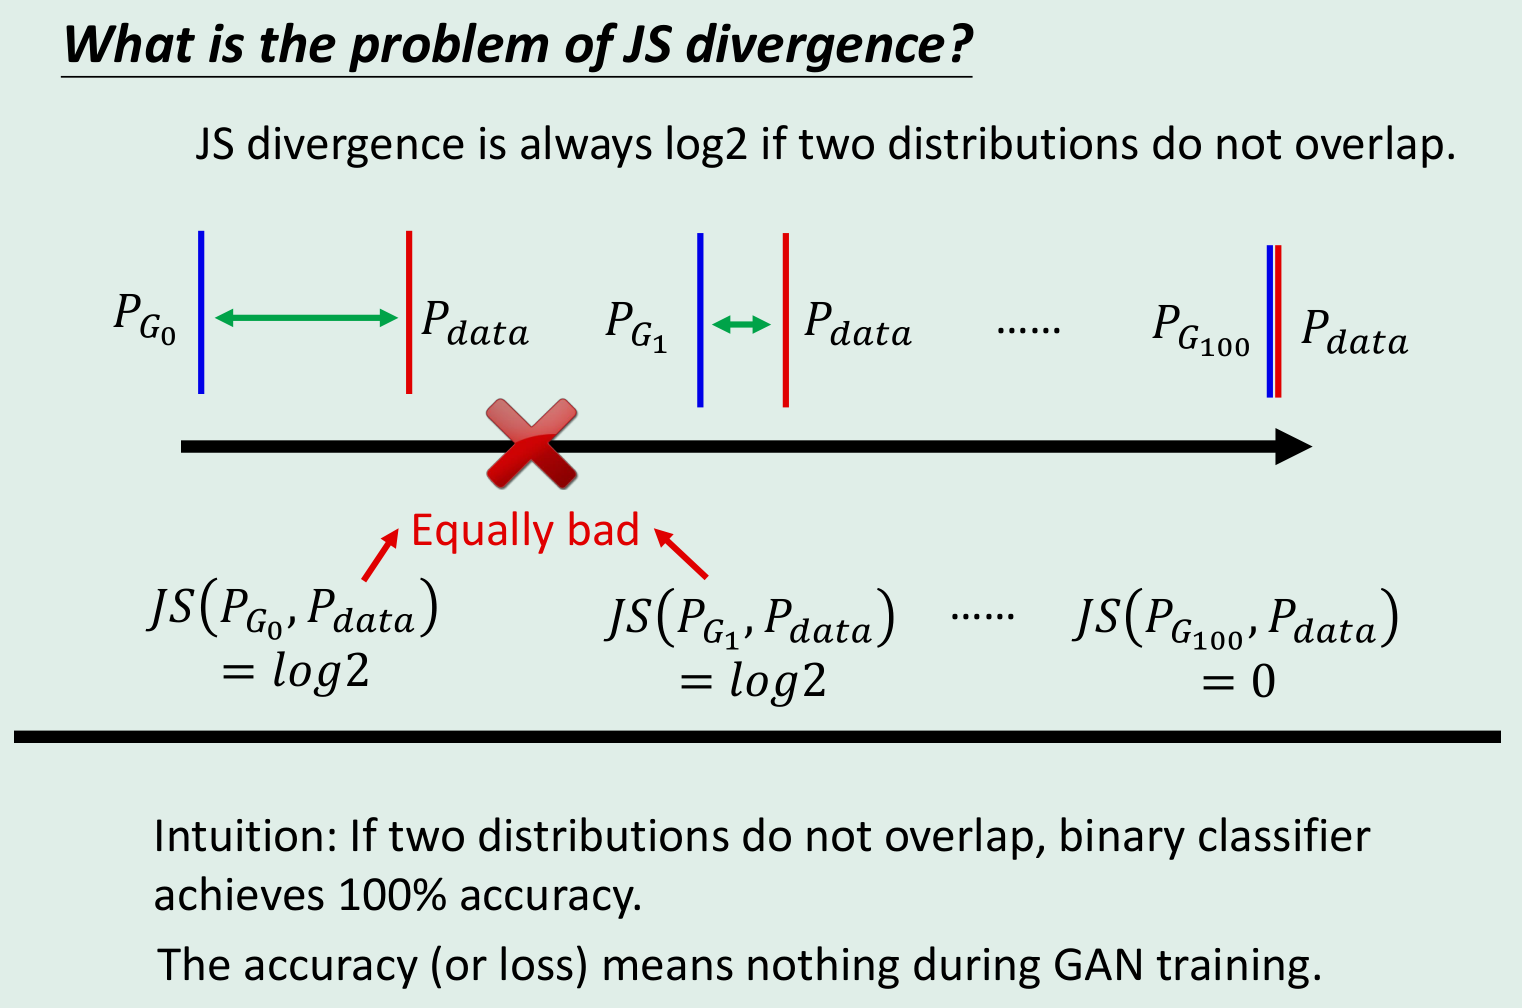 What is the problem of JS divergence?
JS divergence is always log2 if two distributions do not overlap.
P_{G_0} P_{data} P_{G_1} P_{data} …… P_{G_{100}} P_{data}
Equally bad
JS(P_{G_0}, P_{data}) JS(P_{G_1}, P_{data}) …… JS(P_{G_{100}}, P_{data})
= log2 = log2 = 0
Intuition: If two distributions do not overlap, binary classifier
achieves 100% accuracy.
The accuracy (or loss) means nothing during GAN training.